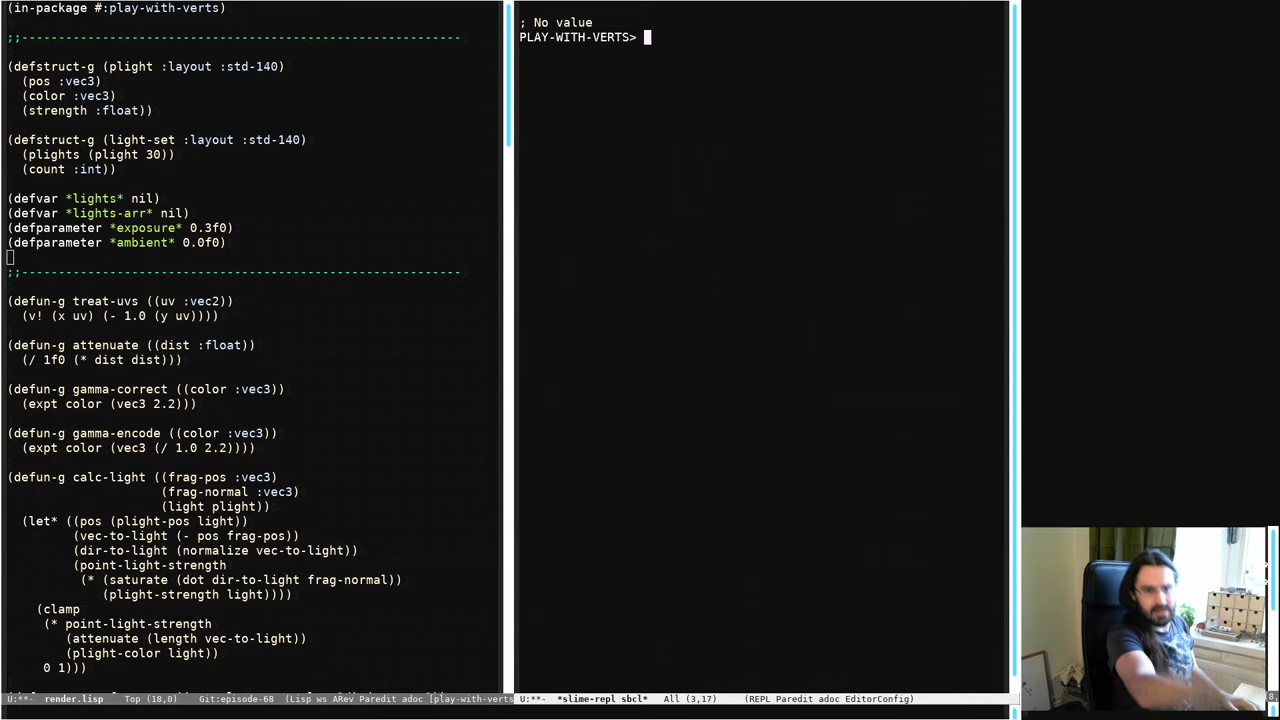 (in-package #:play-with-verts)
;;------------------------------------------------------------
(defstruct-g (plight :layout :std-140)
  (pos :vec3)
  (color :vec3)
  (strength :float))
(defstruct-g (light-set :layout :std-140)
  (plights (plight 30))
  (count :int))
(defvar *lights* nil)
(defvar *lights-arr* nil)
(defparameter *exposure* 0.3f0)
(defparameter *ambient* 0.0f0)
;;------------------------------------------------------------
(defun-g treat-uvs ((uv :vec2))
  (v! (x uv) (- 1.0 (y uv))))
(defun-g attenuate ((dist :float))
  (/ 1f0 (* dist dist)))
(defun-g gamma-correct ((color :vec3))
  (expt color (vec3 2.2)))
(defun-g gamma-encode ((color :vec3))
  (expt color (vec3 (/ 1.0 2.2))))
(defun-g calc-light ((frag-pos :vec3)
                     (frag-normal :vec3)
                     (light plight))
  (let* ((pos (plight-pos light))
         (vec-to-light (- pos frag-pos))
         (dir-to-light (normalize vec-to-light))
         (point-light-strength
          (* (saturate (dot dir-to-light frag-normal))
             (plight-strength light))))
    (clamp
     (* point-light-strength
        (attenuate (length vec-to-light))
        (plight-color light))
     0 1)))
U:**-  render.lisp    Top (18,0)    Git:episode-68  (Lisp ws ARev Paredit adoc [play-with-verts
; No value
PLAY-WITH-VERTS>
U:**-  *slime-repl sbcl*   All (3,17)    (REPL Paredit adoc EditorConfig)